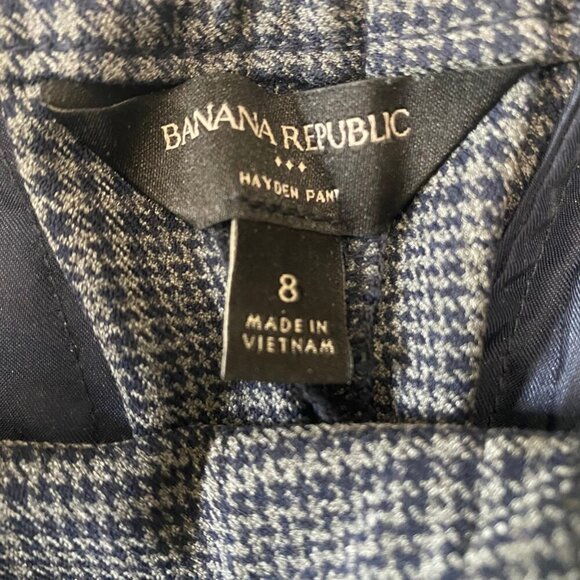 BANANA REPUBLIC
HAYDEN PANT
8
MADE IN
VIETNAM